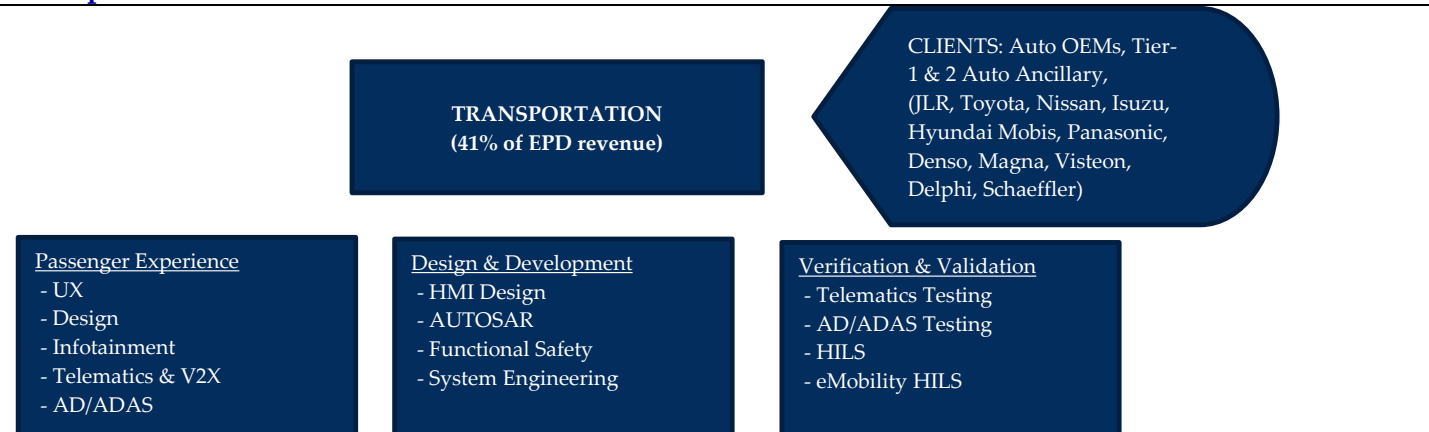 TRANSPORTATION
(41% of EPD revenue)
CLIENTS: Auto OEMs, Tier-
1 & 2 Auto Ancillary,
(JLR, Toyota, Nissan, Isuzu,
Hyundai Mobis, Panasonic,
Denso, Magna, Visteon,
Delphi, Schaeffler)
Passenger Experience
- UX
- Design
- Infotainment
- Telematics & V2X
- AD/ADAS
Design & Development
- HMI Design
- AUTOSAR
- Functional Safety
- System Engineering
Verification & Validation
- Telematics Testing
- AD/ADAS Testing
- HILS
- eMobility HILS